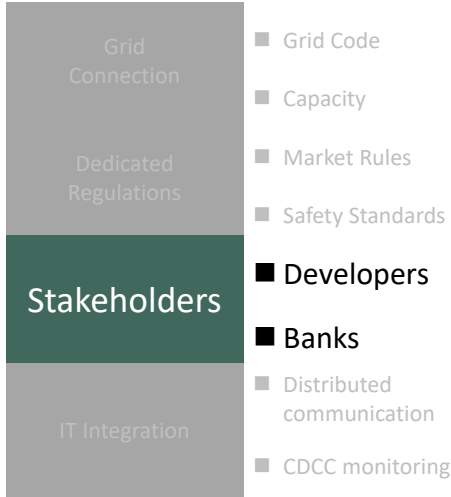 Grid
Connection
Grid Code
Capacity
Dedicated
Regulations
Market Rules
Safety Standards
Stakeholders
Developers
Banks
IT Integration
Distributed
communication
CDCC monitoring